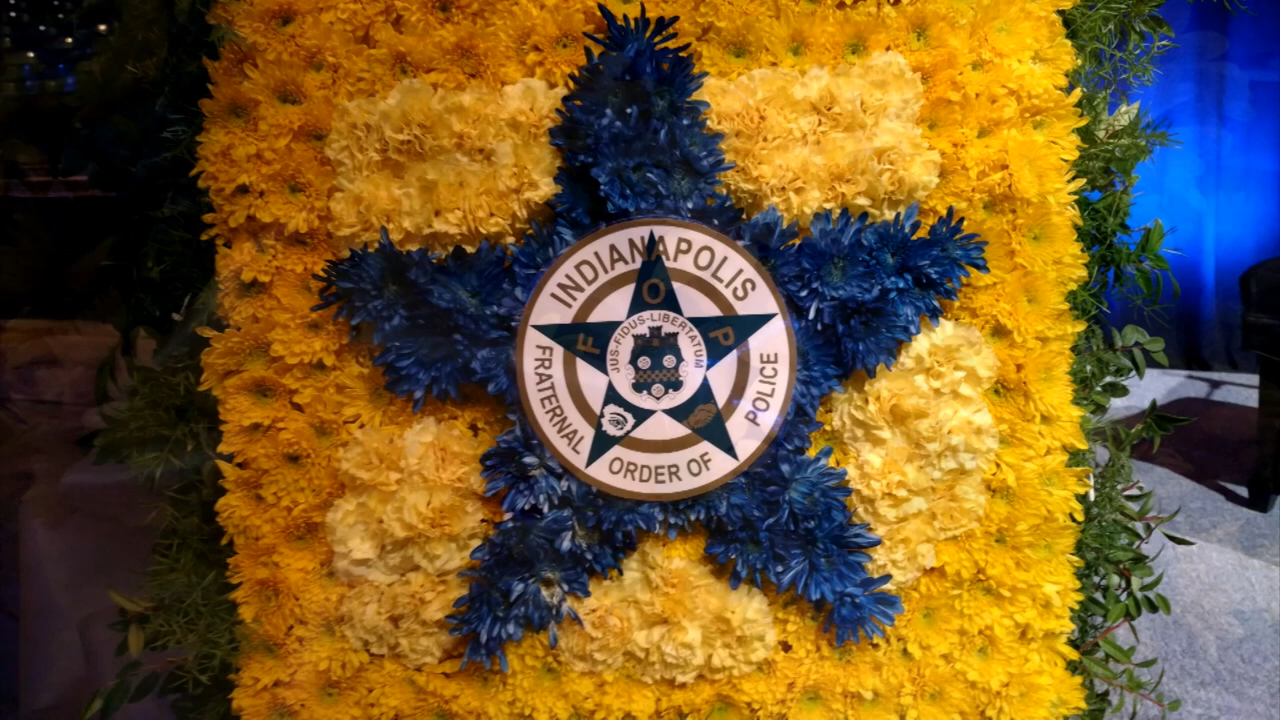 INDIANAPOLIS
F O P
JUS-FIDUS-LIBERTATUM
FRATERNAL
ORDER OF
POLICE